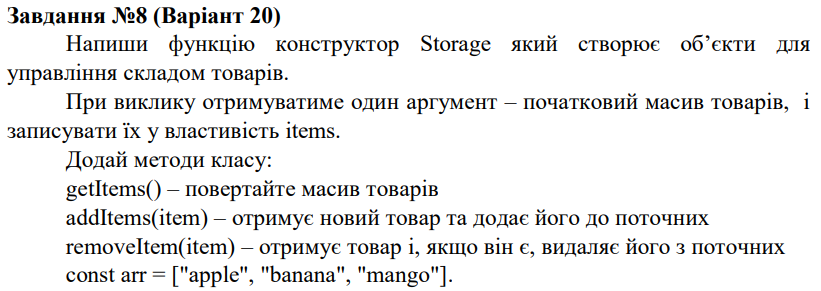 Завдання №8 (Варіант 20)
Напиши функцію конструктор Storage який створює об’єкти для
управління складом товарів.
При виклику отримуватиме один аргумент – початковий масив товарів, і
записувати їх у властивість items.
Додай методи класу:
getItems() – повертайте масив товарів
addItems(item) – отримує новий товар та додає його до поточних
removeItem(item) – отримує товар і, якщо він є, видаляє його з поточних
const arr = ["apple", "banana", "mango"].